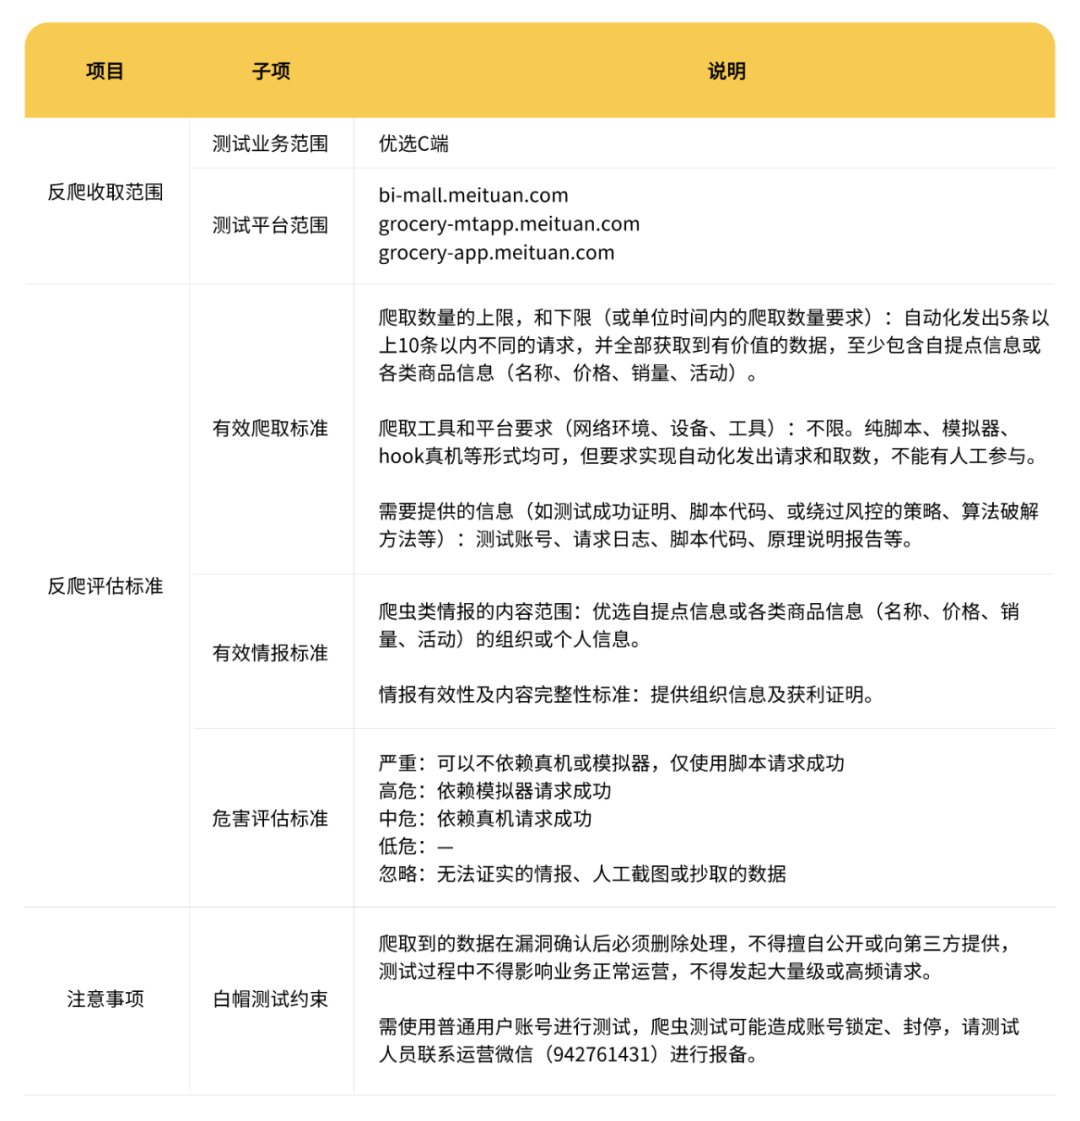 项目
子项
说明
反爬收取范围
测试业务范围
优选C端
测试平台范围
bi-mall.meituan.com
grocery-mtapp.meituan.com
grocery-app.meituan.com
反爬评估标准
有效爬取标准
爬取数量的上限，和下限（或单位时间内的爬取数量要求）：自动化发出5条以
上10条以内不同的请求，并全部获取到有价值的数据，至少包含自提点信息或
各类商品信息（名称、价格、销量、活动）。
爬取工具和平台要求（网络环境、设备、工具）：不限。纯脚本、模拟器、
hook真机等形式均可，但要求实现自动化发出请求和取数，不能有人工参与。
需要提供的信息（如测试成功证明、脚本代码、或绕过风控的策略、算法破解
方法等）：测试账号、请求日志、脚本代码、原理说明报告等。
有效情报标准
爬虫类情报的内容范围：优选自提点信息或各类商品信息（名称、价格、销
量、活动）的组织或个人信息。
情报有效性及内容完整性标准：提供组织信息及获利证明。
危害评估标准
严重：可以不依赖真机或模拟器，仅使用脚本请求成功
高危：依赖模拟器请求成功
中危：依赖真机请求成功
低危：—
忽略：无法证实的情报、人工截图或抄取的数据
注意事项
白帽测试约束
爬取到的数据在漏洞确认后必须删除处理，不得擅自公开或向第三方提供，
测试过程中不得影响业务正常运营，不得发起大量级或高频请求。
需使用普通用户账号进行测试，爬虫测试可能造成账号锁定、封停，请测试
人员联系运营微信（942761431）进行报备。